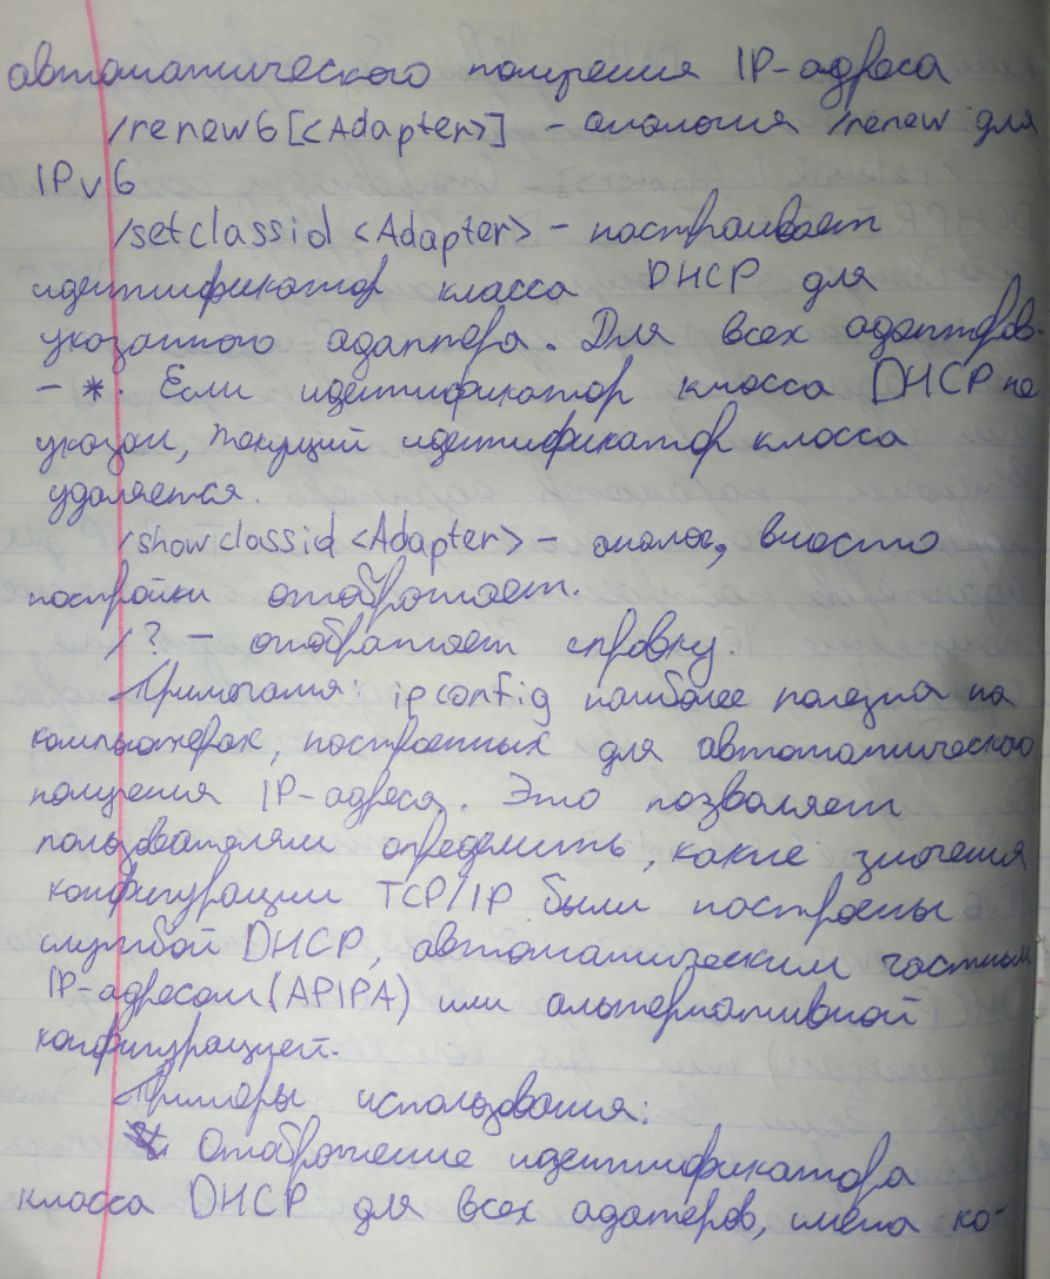 автоматического получения IP-адреса
/renew6[<Adapter>] - аналогия /renew для
IPv6
/setclassid <Adapter> - настраивает
идентификатор класса DHCP для
указанного адаптера. Для всех адаптеров-
- *. Если идентификатор класса DHCP не
указан, текущий идентификатор класса
удаляется.
/showclassid <Adapter> - аналог, вместо
настройки отображает.
/? - отображает справку.
Примечания: ipconfig наиболее полезна на
компьютерах, настроенных для автоматического
получения IP-адреса. Это позволяет
пользователям определить, какие значения
конфигурации TCP/IP были настроены
службой DHCP, автоматическим частным
IP-адресом (APIPA) или альтернативной
конфигурацией.
Примеры использования:
Отображение идентификатора
класса DHCP для всех адатеров, имена ко-